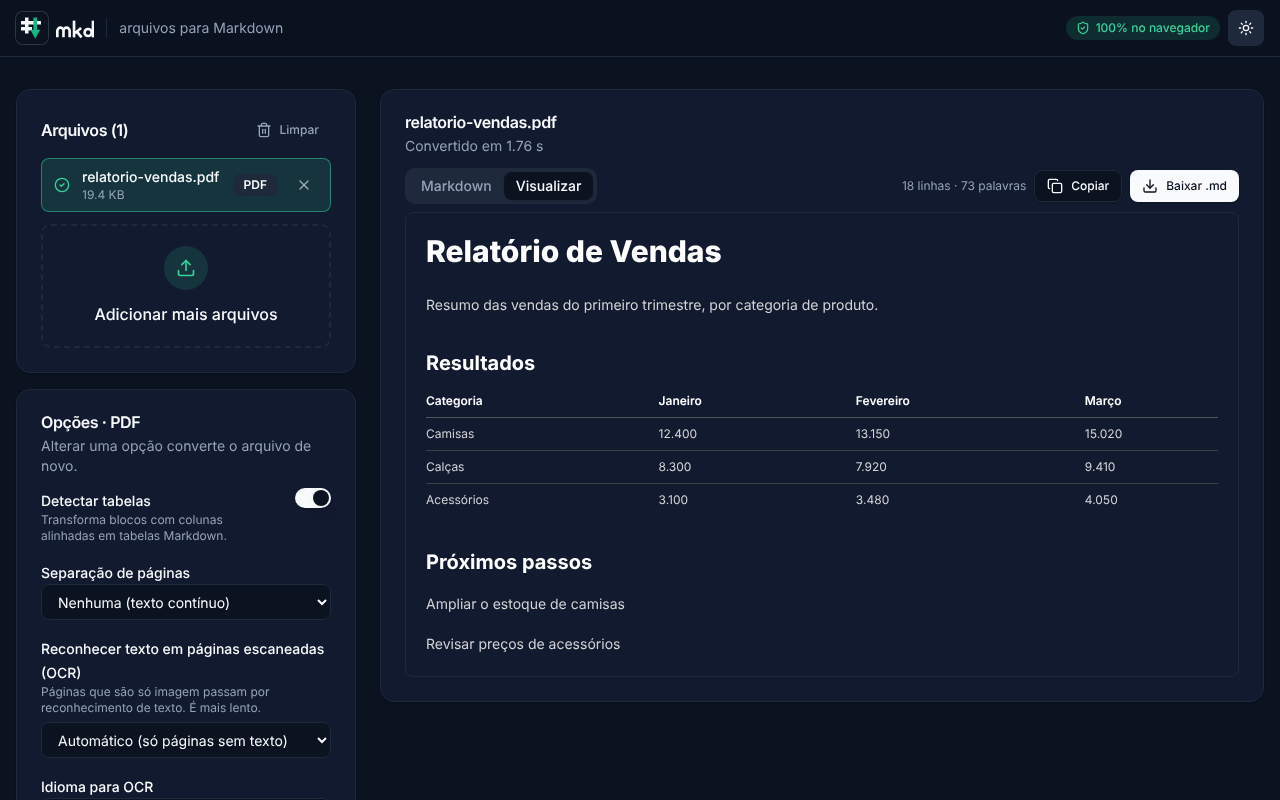 mkd
arquivos para Markdown
100% no navegador
Arquivos (1)
Limpar
relatorio-vendas.pdf
19.4 KB
PDF
Adicionar mais arquivos
Opções · PDF
Alterar uma opção converte o arquivo de
novo.
Detectar tabelas
Transforma blocos com colunas
alinhadas em tabelas Markdown.
Separação de páginas
Nenhuma (texto contínuo)
Reconhecer texto em páginas escaneadas
(OCR)
Páginas que são só imagem passam por
reconhecimento de texto. É mais lento.
Automático (só páginas sem texto)
Idioma para OCR
relatorio-vendas.pdf
Convertido em 1.76 s
Markdown Visualizar
18 linhas · 73 palavras
Copiar
Baixar .md
Relatório de Vendas
Resumo das vendas do primeiro trimestre, por categoria de produto.
Resultados
Categoria Janeiro Fevereiro Março
Camisas 12.400 13.150 15.020
Calças 8.300 7.920 9.410
Acessórios 3.100 3.480 4.050
Próximos passos
Ampliar o estoque de camisas
Revisar preços de acessórios